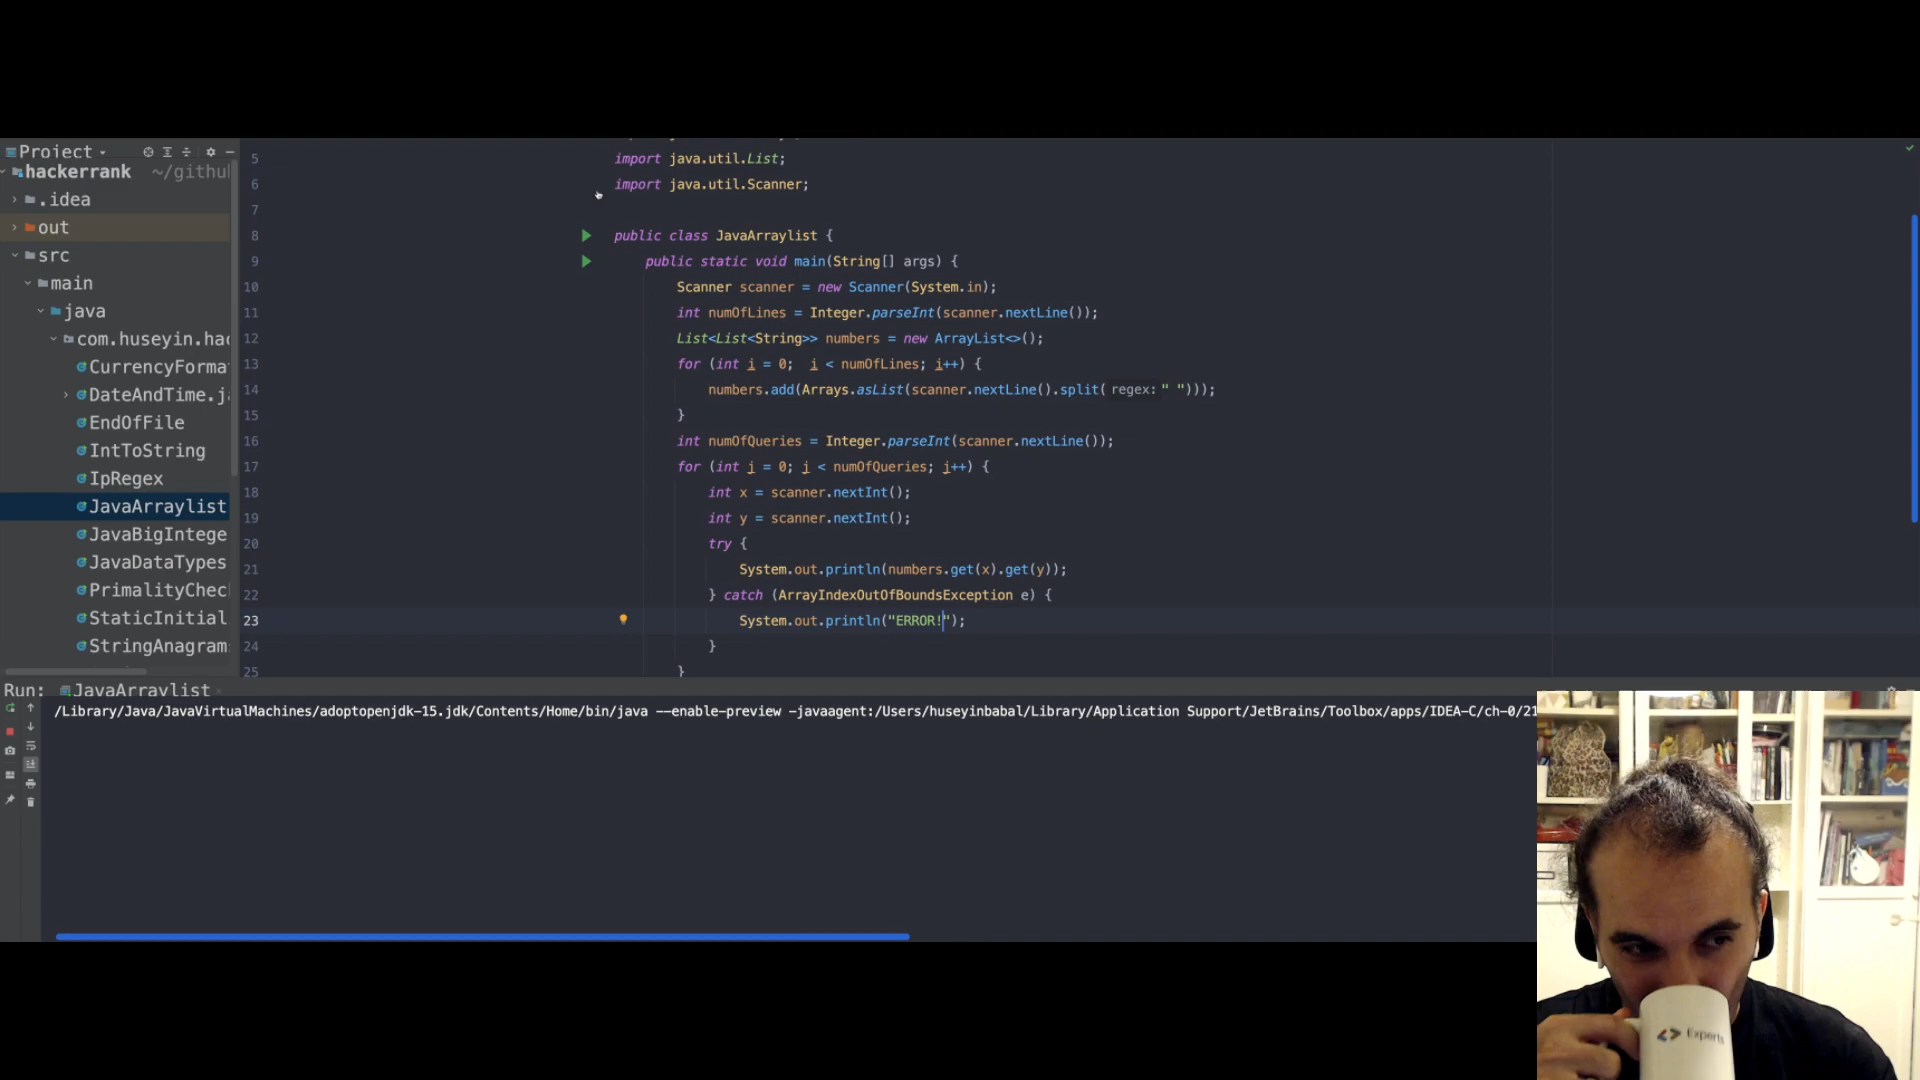 Project
hackerrank ~/githu
.idea
out
src
main
java
com.huseyin.hac
CurrencyForma
DateAndTime.j
EndOfFile
IntToString
IpRegex
JavaArraylist
JavaBigIntege
JavaDataTypes
PrimalityChec
StaticInitial
StringAnagram
5 import java.util.List;
6 import java.util.Scanner;
7
8 public class JavaArraylist {
9 public static void main(String[] args) {
10 Scanner scanner = new Scanner(System.in);
11 int numOfLines = Integer.parseInt(scanner.nextLine());
12 List<List<String>> numbers = new ArrayList<>();
13 for (int i = 0;  i < numOfLines; i++) {
14 numbers.add(Arrays.asList(scanner.nextLine().split( regex: " ")));
15 }
16 int numOfQueries = Integer.parseInt(scanner.nextLine());
17 for (int j = 0; j < numOfQueries; j++) {
18 int x = scanner.nextInt();
19 int y = scanner.nextInt();
20 try {
21 System.out.println(numbers.get(x).get(y));
22 } catch (ArrayIndexOutOfBoundsException e) {
23 System.out.println("ERROR!");
24 }
25 }
Run: JavaArraylist
/Library/Java/JavaVirtualMachines/adoptopenjdk-15.jdk/Contents/Home/bin/java --enable-preview -javaagent:/Users/huseyinbabal/Library/Application Support/JetBrains/Toolbox/apps/IDEA-C/ch-0/21
<> Experts